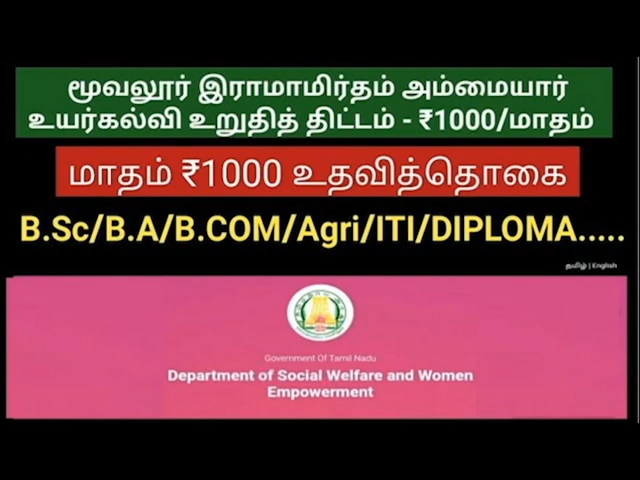 மூவலூர் இராமாமிர்தம் அம்மையார்
உயர்கல்வி உறுதித் திட்டம் - ₹1000/மாதம்
மாதம் ₹1000 உதவித்தொகை
B.Sc/B.A/B.COM/Agri/ITI/DIPLOMA.....
தமிழ் | English
Government Of Tamil Nadu
Department of Social Welfare and Women
Empowerment